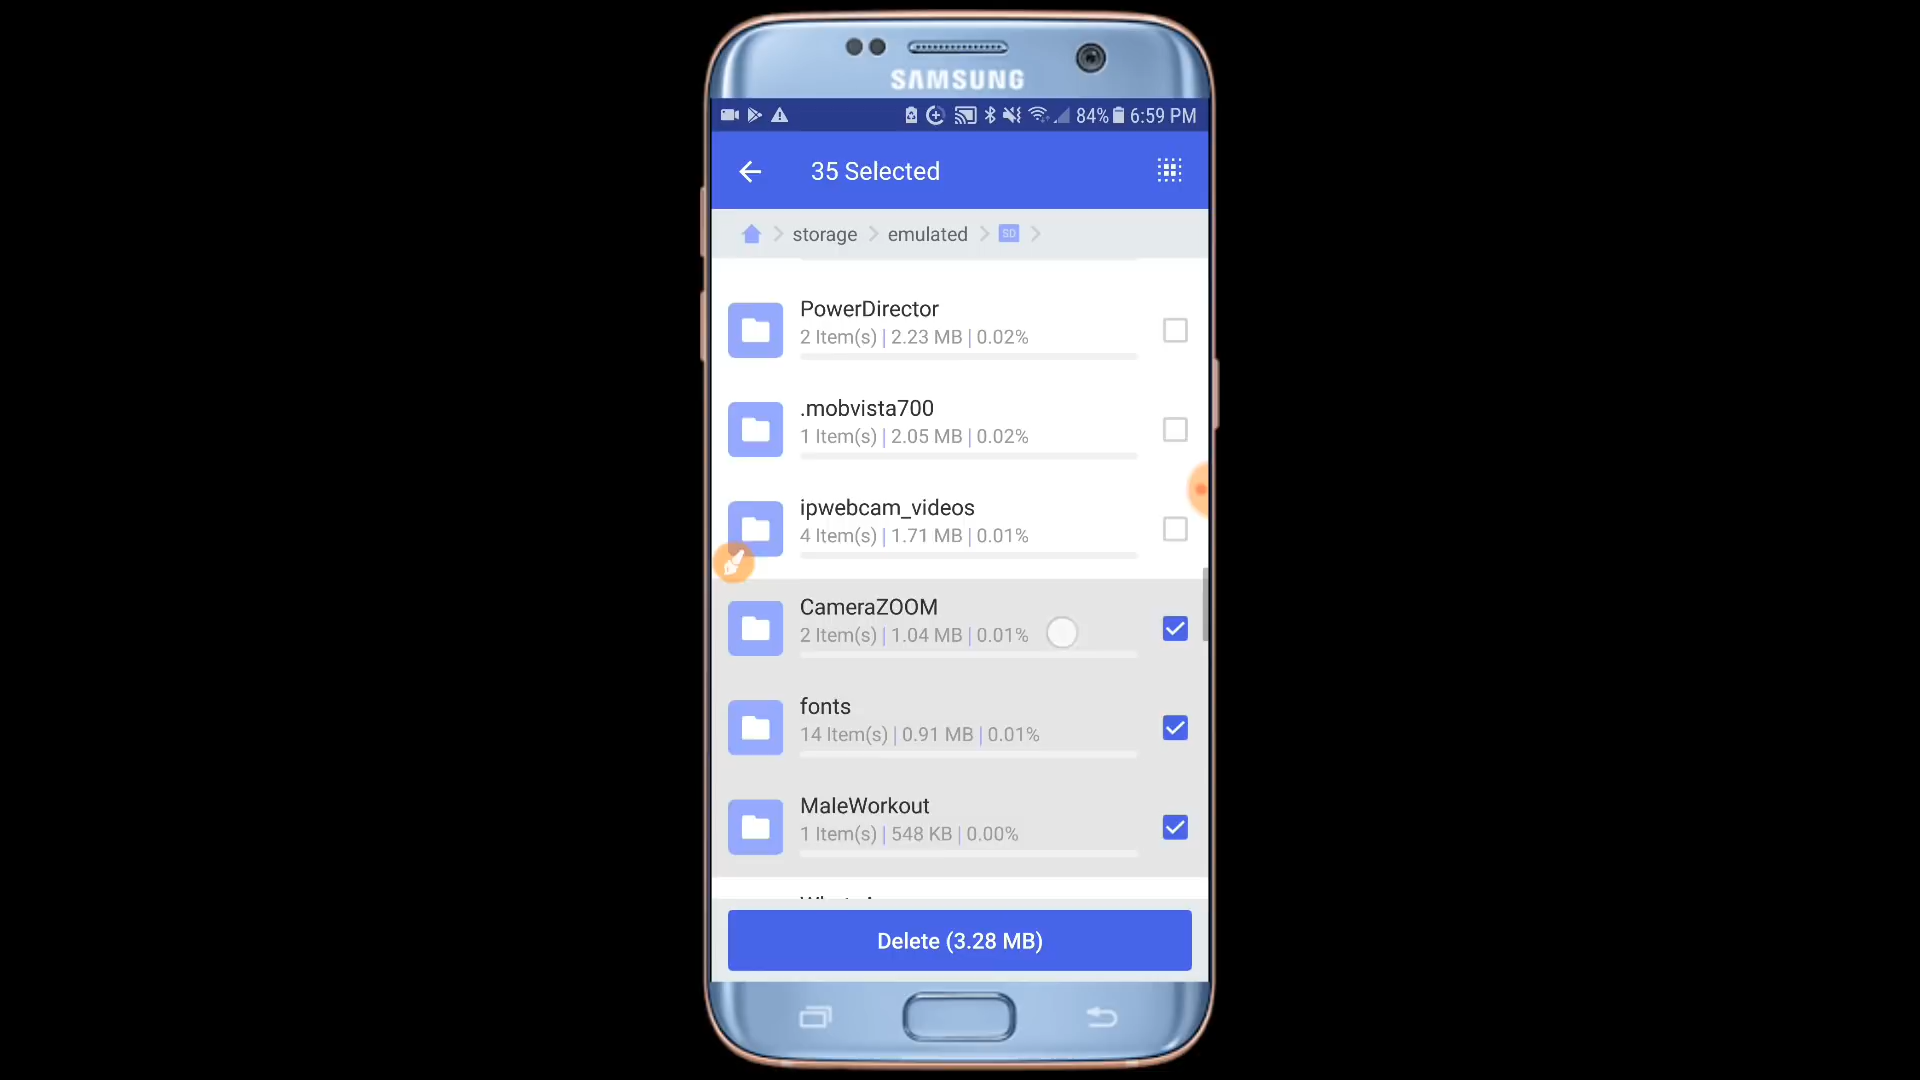 SAMSUNG
84% 6:59 PM
35 Selected
storage emulated SD
PowerDirector
2 Item(s) | 2.23 MB | 0.02%
.mobvista700
1 Item(s) | 2.05 MB | 0.02%
ipwebcam_videos
4 Item(s) | 1.71 MB | 0.01%
CameraZOOM
2 Item(s) | 1.04 MB | 0.01%
fonts
14 Item(s) | 0.91 MB | 0.01%
MaleWorkout
1 Item(s) | 548 KB | 0.00%
Delete (3.28 MB)